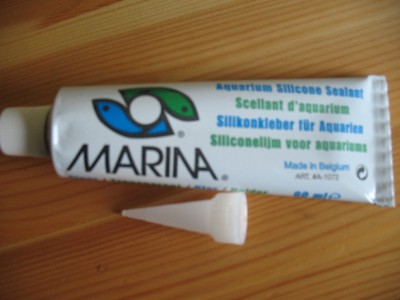 Aquarium Silicone Sealant
Scellant d'aquarium
Silikonkleber für Aquarien
Siliconelijm voor aquariums
MARINA®
Made in Belgium
ART. #A-1072